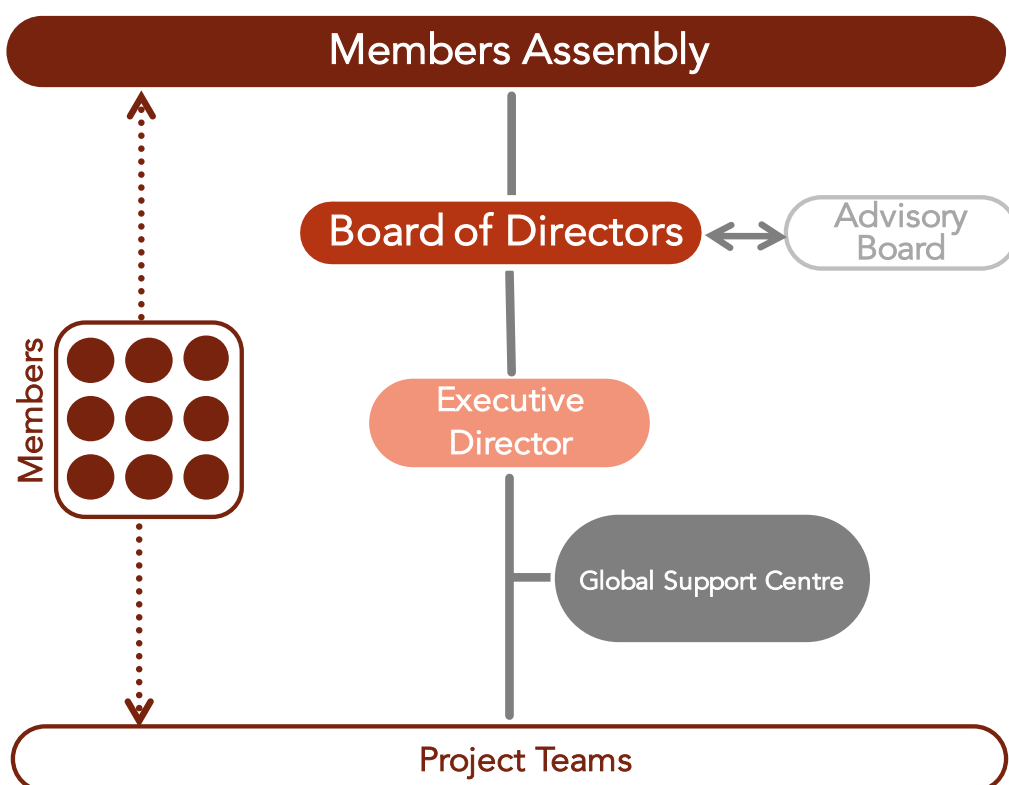 Members Assembly
Board of Directors
Advisory
Board
Members
Executive
Director
Global Support Centre
Project Teams